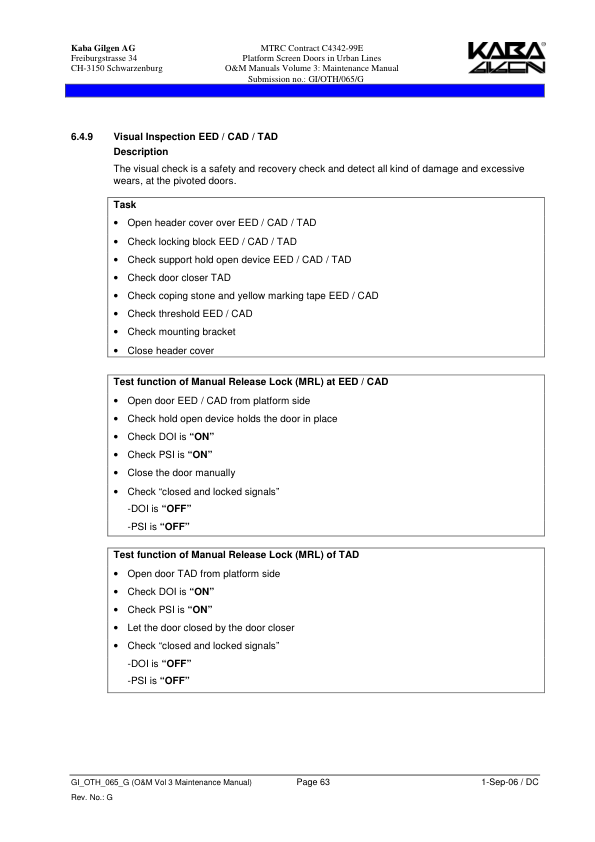 Kaba Gilgen AG
Freiburgstrasse 34
CH-3150 Schwarzenburg
MTRC Contract C4342-99E
Platform Screen Doors in Urban Lines
O&M Manuals Volume 3: Maintenance Manual
Submission no.: GI/OTH/065/G
KABA®
GILGEN
6.4.9 Visual Inspection EED / CAD / TAD
Description
The visual check is a safety and recovery check and detect all kind of damage and excessive
wears, at the pivoted doors.
Task
• Open header cover over EED / CAD / TAD
• Check locking block EED / CAD / TAD
• Check support hold open device EED / CAD / TAD
• Check door closer TAD
• Check coping stone and yellow marking tape EED / CAD
• Check threshold EED / CAD
• Check mounting bracket
• Close header cover
Test function of Manual Release Lock (MRL) at EED / CAD
• Open door EED / CAD from platform side
• Check hold open device holds the door in place
• Check DOI is “ON”
• Check PSI is “ON”
• Close the door manually
• Check “closed and locked signals”
-DOI is “OFF”
-PSI is “OFF”
Test function of Manual Release Lock (MRL) of TAD
• Open door TAD from platform side
• Check DOI is “ON”
• Check PSI is “ON”
• Let the door closed by the door closer
• Check “closed and locked signals”
-DOI is “OFF”
-PSI is “OFF”
GI_OTH_065_G (O&M Vol 3 Maintenance Manual) Page 63 1-Sep-06 / DC
Rev. No.: G